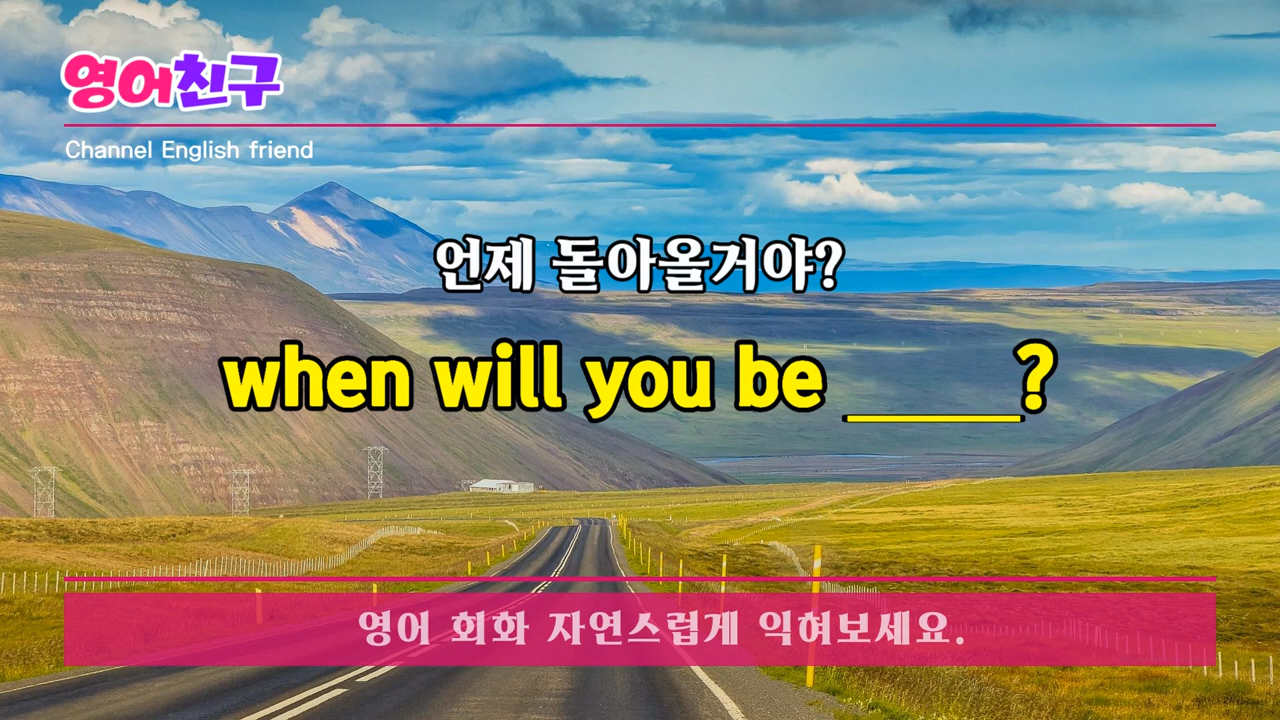 영어친구
Channel English friend
언제 돌아올거야?
when will you be ____?
영어 회화 자연스럽게 익혀보세요.